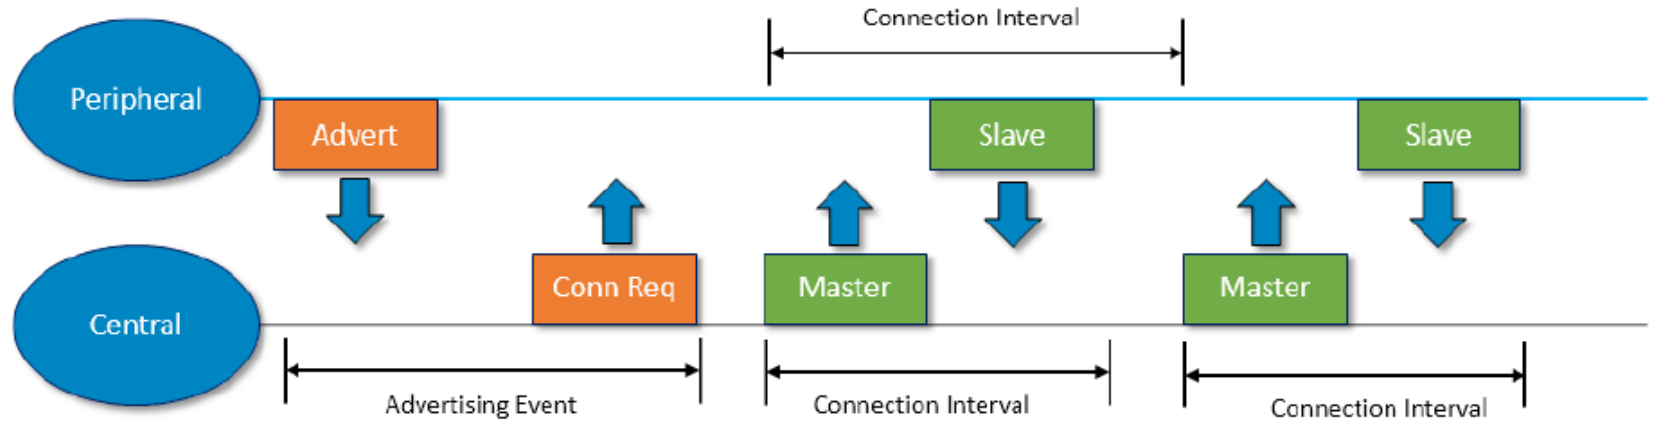 Connection Interval
Peripheral
Advert
Slave
Slave
Conn Req
Master
Master
Central
Advertising Event
Connection Interval
Connection Interval